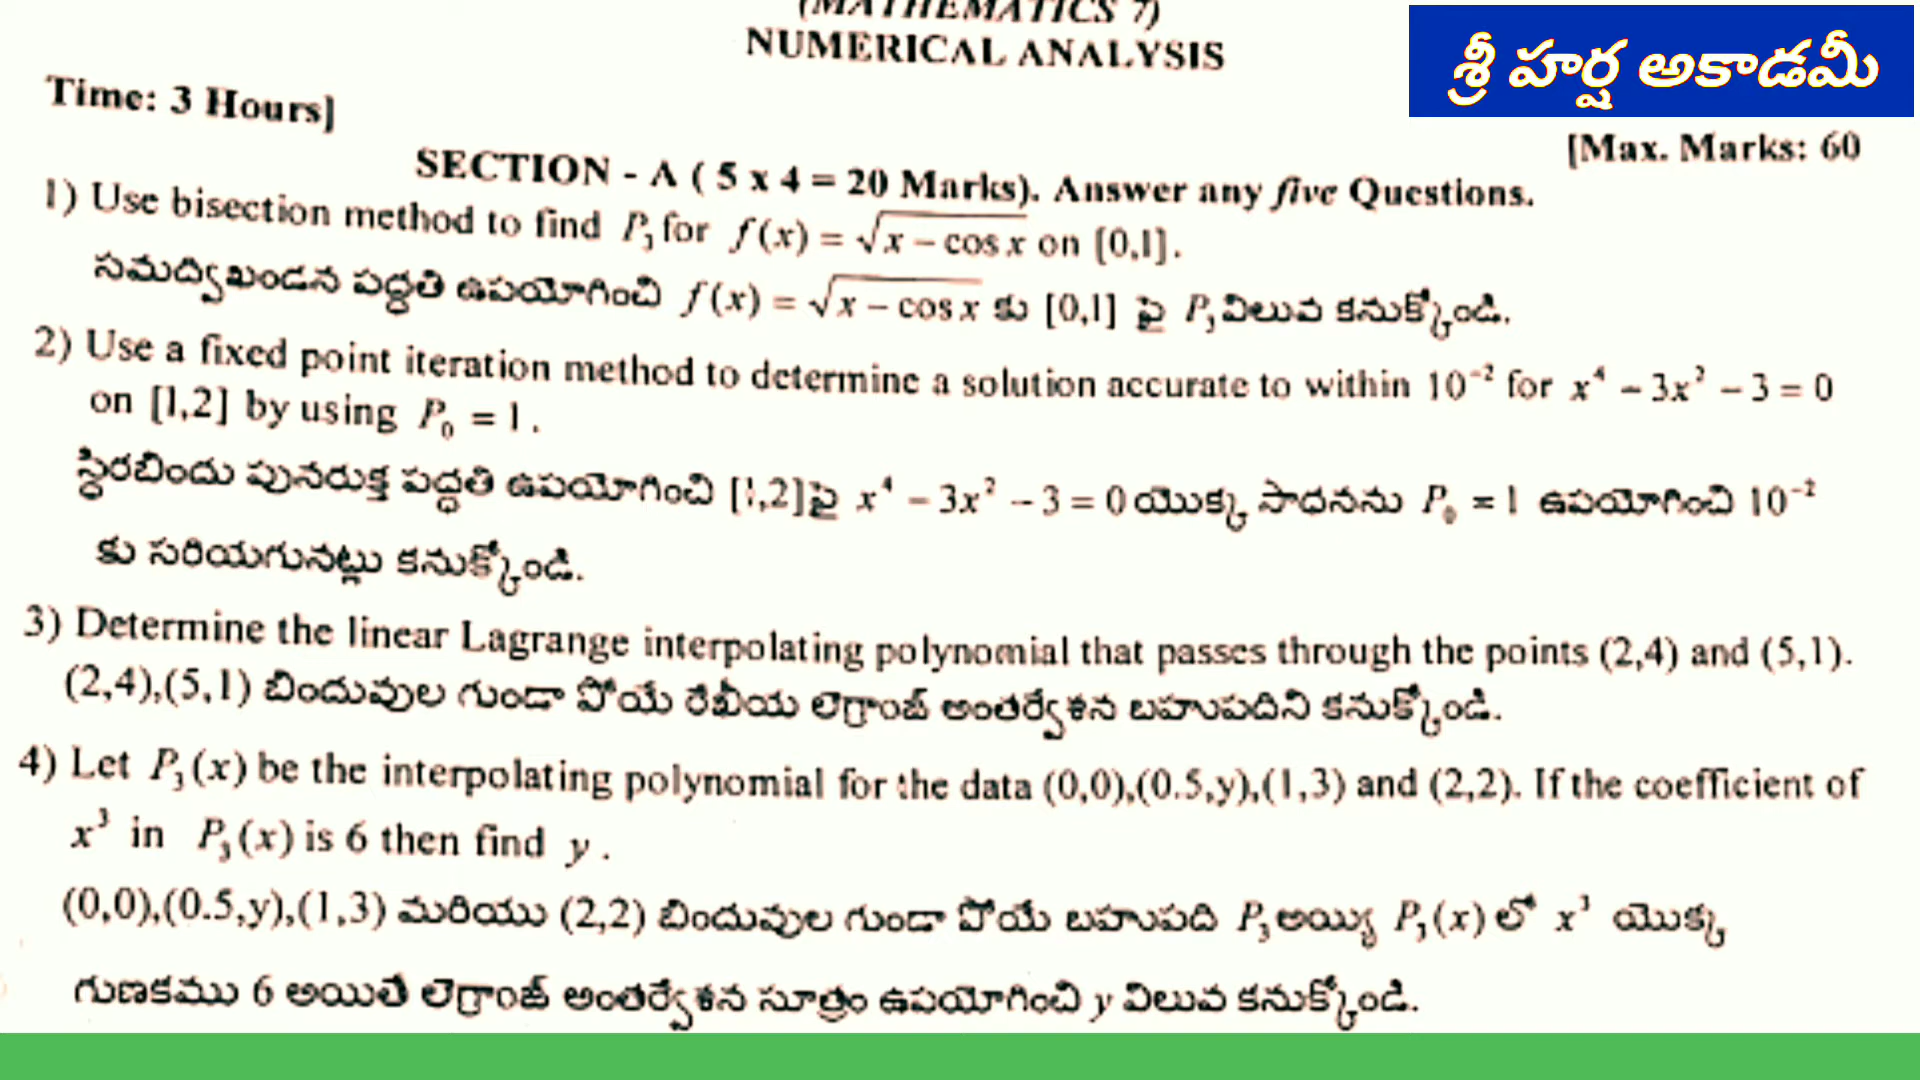 (MATHEMATICS 7)
NUMERICAL ANALYSIS
శ్రీ హర్ష అకాడమీ
Time: 3 Hours]
[Max. Marks: 60
SECTION - A ( 5 x 4 = 20 Marks). Answer any five Questions.
1) Use bisection method to find P₃ for f(x) = √(x – cos x) on [0,1].
సమద్విఖండన పద్ధతి ఉపయోగించి f(x) = √(x – cos x) కు [0,1] పై P₃ విలువ కనుక్కోండి.
2) Use a fixed point iteration method to determine a solution accurate to within 10⁻² for x⁴ – 3x² – 3 = 0
on [1,2] by using P₀ = 1 .
స్థిరబిందు పునరుక్త పద్ధతి ఉపయోగించి [1,2]పై x⁴ – 3x² – 3 = 0 యొక్క సాధనను P₀ = 1 ఉపయోగించి 10⁻²
కు సరియగునట్లు కనుక్కోండి.
3) Determine the linear Lagrange interpolating polynomial that passes through the points (2,4) and (5,1).
(2,4),(5,1) బిందువుల గుండా పోయే రేఖీయ లెగ్రాంజ్ అంతర్వేశన బహుపదిని కనుక్కోండి.
4) Let P₃(x) be the interpolating polynomial for the data (0,0),(0.5,y),(1,3) and (2,2). If the coefficient of
x³ in P₃(x) is 6 then find y .
(0,0),(0.5,y),(1,3) మరియు (2,2) బిందువుల గుండా పోయే బహుపది P₃ అయ్యి P₃(x) లో x³ యొక్క
గుణకము 6 అయితే లెగ్రాంజ్ అంతర్వేశన సూత్రం ఉపయోగించి y విలువ కనుక్కోండి.